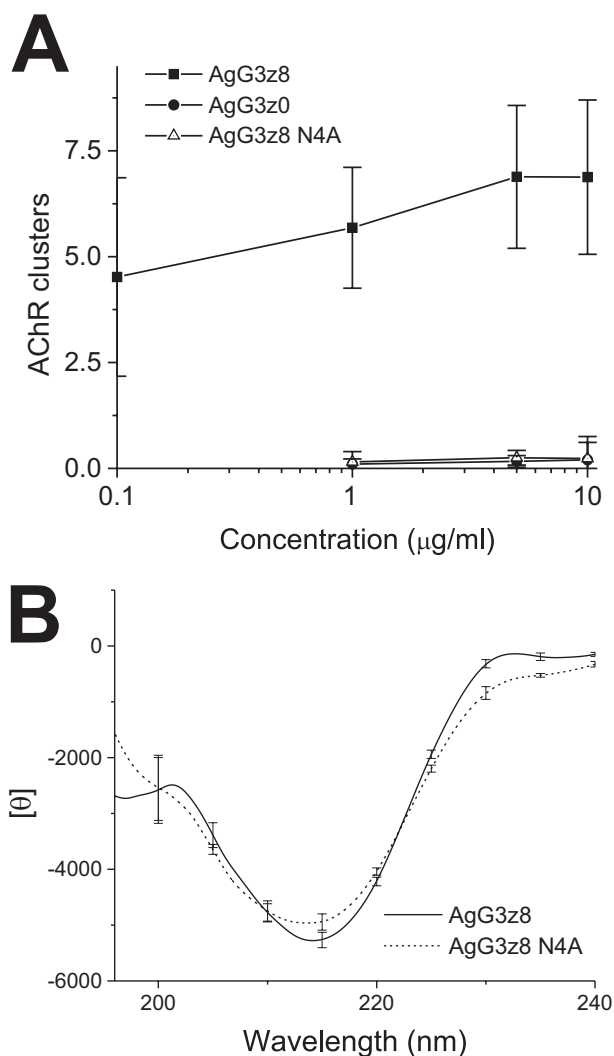 A
AgG3z8
AgG3z0
AgG3z8 N4A
7.5
5.0
2.5
0.0
AChR clusters
0.1
1
10
Concentration (μg/ml)
B
0
-2000
-4000
-6000
[θ]
AgG3z8
AgG3z8 N4A
200
220
240
Wavelength (nm)